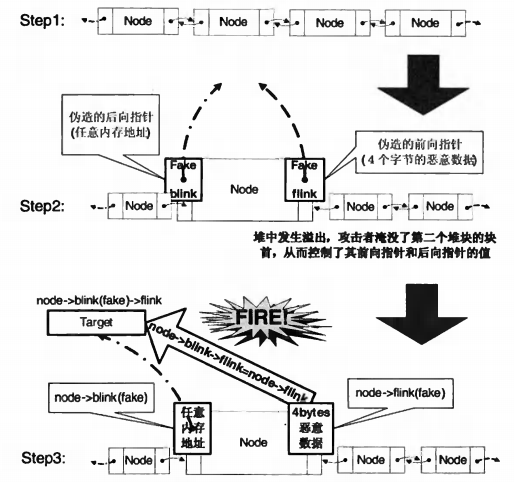 Step1:
Node
Node
Node
Node
伪造的后向指针
(任意内存地址)
伪造的前向指针
(4个字节的恶意数据)
Fake
blink
Node
Fake
flink
Step2:
Node
Node
Node
堆中发生溢出，攻击者淹没了第二个堆块的块
首，从而控制了其前向指针和后向指针的值
node->blink(fake)->flink
Target
FIRE!
node->blink->flink=node->flink
node->blink(fake)
node->flink(fake)
任意
内存
地址
Node
4bytes
恶意
数据
Step3:
Node
Node
Node